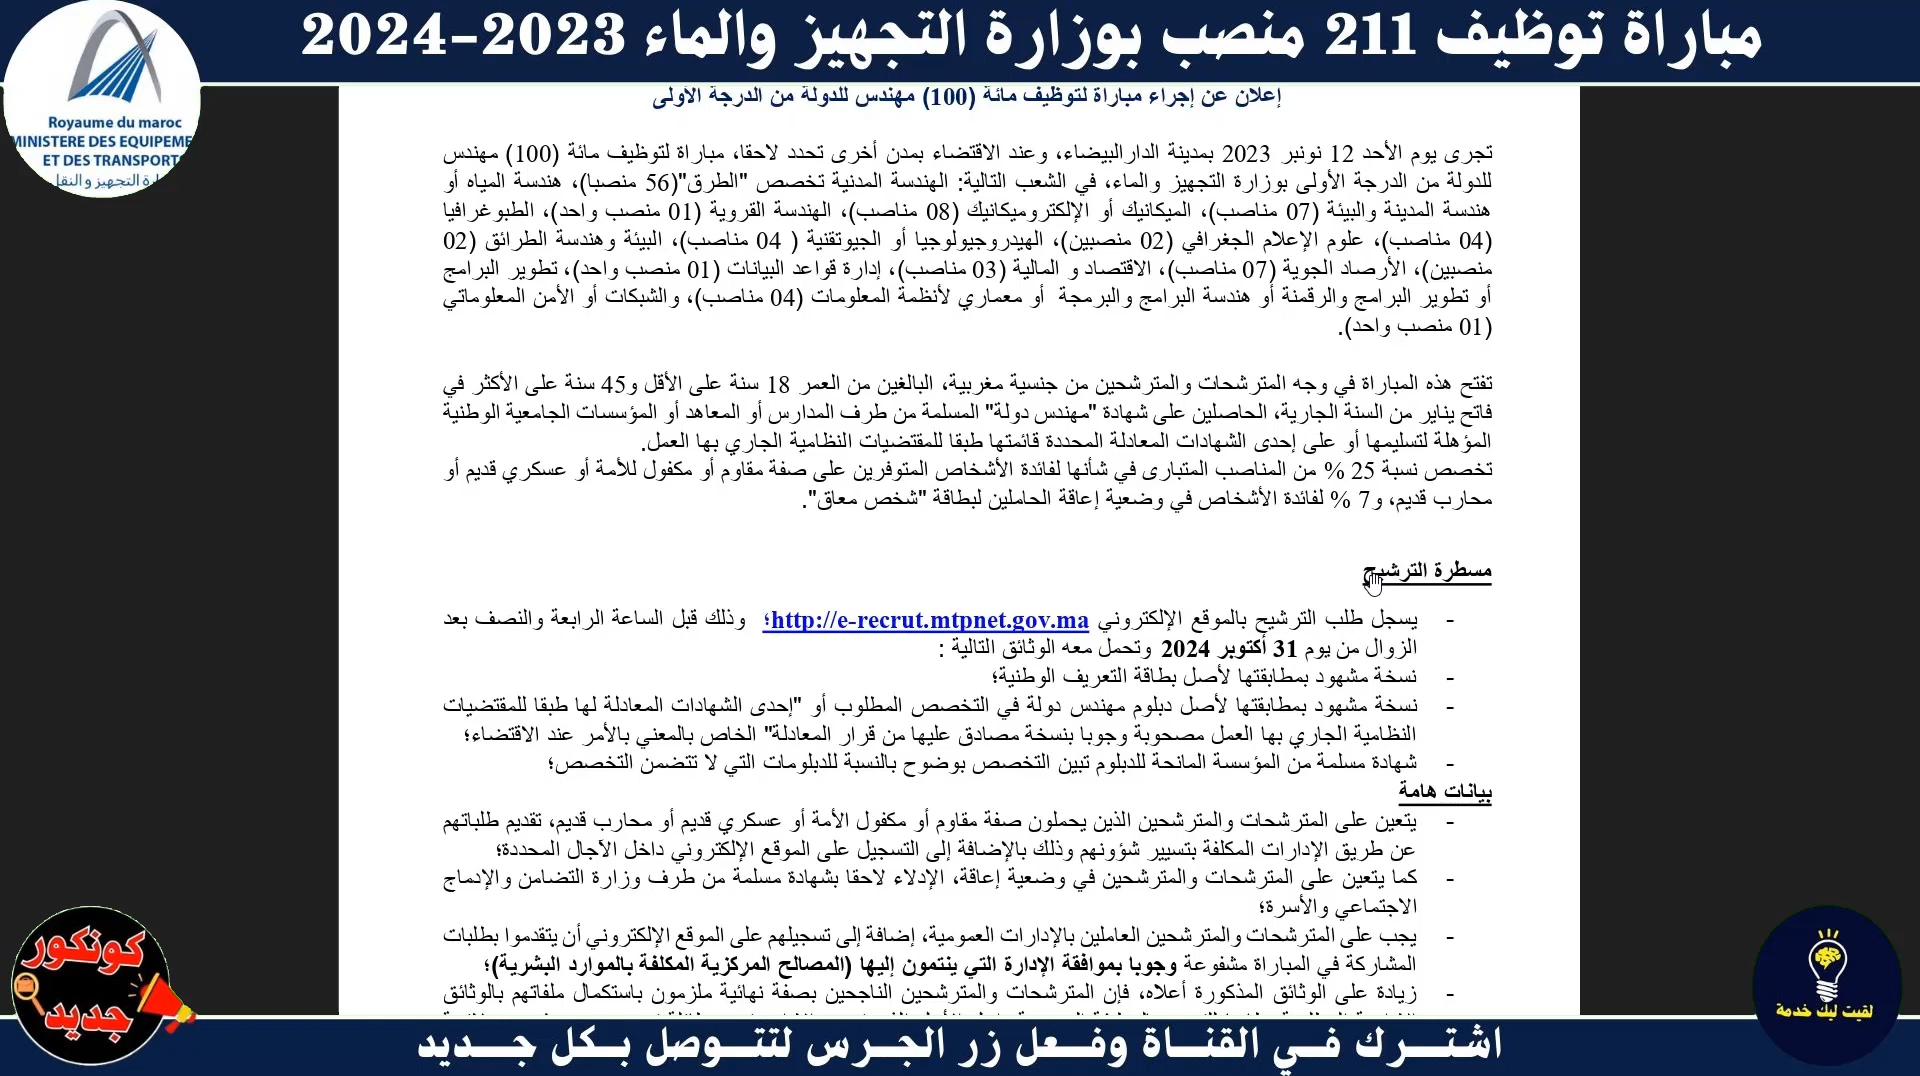 مباراة توظيف 211 منصب بوزارة التجهيز والماء 2023-2024
Royaume du maroc
MINISTERE DES EQUIPEME
ET DES TRANSPORT
إعلان عن إجراء مباراة لتوظيف مائة (100) مهندس للدولة من الدرجة الأولى
تجرى يوم الأحد 12 نونبر 2023 بمدينة الدارالبيضاء، وعند الاقتضاء بمدن أخرى تحدد لاحقا، مباراة لتوظيف مائة (100) مهندس
للدولة من الدرجة الأولى بوزارة التجهيز والماء، في الشعب التالية: الهندسة المدنية تخصص "الطرق"(56 منصبا)، هندسة المياه أو
هندسة المدينة والبيئة (07 مناصب)، الميكانيك أو الإلكتروميكانيك (08 مناصب)، الهندسة القروية (01 منصب واحد)، الطبوغرافيا
(04 مناصب)، علوم الإعلام الجغرافي (02 منصبين)، الهيدروجيولوجيا أو الجيوتقنية ( 04 مناصب)، البيئة وهندسة الطرائق (02
منصبين)، الأرصاد الجوية (07 مناصب)، الاقتصاد و المالية (03 مناصب)، إدارة قواعد البيانات (01 منصب واحد)، تطوير البرامج
أو تطوير البرامج والرقمنة أو هندسة البرامج والبرمجة أو معماري لأنظمة المعلومات (04 مناصب)، والشبكات أو الأمن المعلوماتي
(01 منصب واحد).
تفتح هذه المباراة في وجه المترشحات والمترشحين من جنسية مغربية، البالغين من العمر 18 سنة على الأقل و45 سنة على الأكثر في
فاتح يناير من السنة الجارية، الحاصلين على شهادة "مهندس دولة" المسلمة من طرف المدارس أو المعاهد أو المؤسسات الجامعية الوطنية
المؤهلة لتسليمها أو على إحدى الشهادات المعادلة المحددة قائمتها طبقا للمقتضيات النظامية الجاري بها العمل.
تخصص نسبة 25 % من المناصب المتبارى في شأنها لفائدة الأشخاص المتوفرين على صفة مقاوم أو مكفول للأمة أو عسكري قديم أو
محارب قديم، و7 % لفائدة الأشخاص في وضعية إعاقة الحاملين لبطاقة "شخص معاق".
مسطرة الترشيح
- يسجل طلب الترشيح بالموقع الإلكتروني http://e-recrut.mtpnet.gov.ma؛ وذلك قبل الساعة الرابعة والنصف بعد
الزوال من يوم 31 أكتوبر 2024 وتحمل معه الوثائق التالية :
- نسخة مشهود بمطابقتها لأصل بطاقة التعريف الوطنية؛
- نسخة مشهود بمطابقتها لأصل دبلوم مهندس دولة في التخصص المطلوب أو "إحدى الشهادات المعادلة لها طبقا للمقتضيات
النظامية الجاري بها العمل مصحوبة وجوبا بنسخة مصادق عليها من قرار المعادلة" الخاص بالمعني بالأمر عند الاقتضاء؛
- شهادة مسلمة من المؤسسة المانحة للدبلوم تبين التخصص بوضوح بالنسبة للدبلومات التي لا تتضمن التخصص؛
بيانات هامة
- يتعين على المترشحات والمترشحين الذين يحملون صفة مقاوم أو مكفول الأمة أو عسكري قديم أو محارب قديم، تقديم طلباتهم
عن طريق الإدارات المكلفة بتسيير شؤونهم وذلك بالإضافة إلى التسجيل على الموقع الإلكتروني داخل الآجال المحددة؛
- كما يتعين على المترشحات والمترشحين في وضعية إعاقة، الإدلاء لاحقا بشهادة مسلمة من طرف وزارة التضامن والإدماج
الاجتماعي والأسرة؛
- يجب على المترشحات والمترشحين العاملين بالإدارات العمومية، إضافة إلى تسجيلهم على الموقع الإلكتروني أن يتقدموا بطلبات
المشاركة في المباراة مشفوعة وجوبا بموافقة الإدارة التي ينتمون إليها (المصالح المركزية المكلفة بالموارد البشرية)؛
- زيادة على الوثائق المذكورة أعلاه، فإن المترشحات والمترشحين الناجحين بصفة نهائية ملزمون باستكمال ملفاتهم بالوثائق
كونكور
جديد
لقيت ليك خدمة
اشترك في القناة وفعل زر الجرس لتتوصل بكل جديد